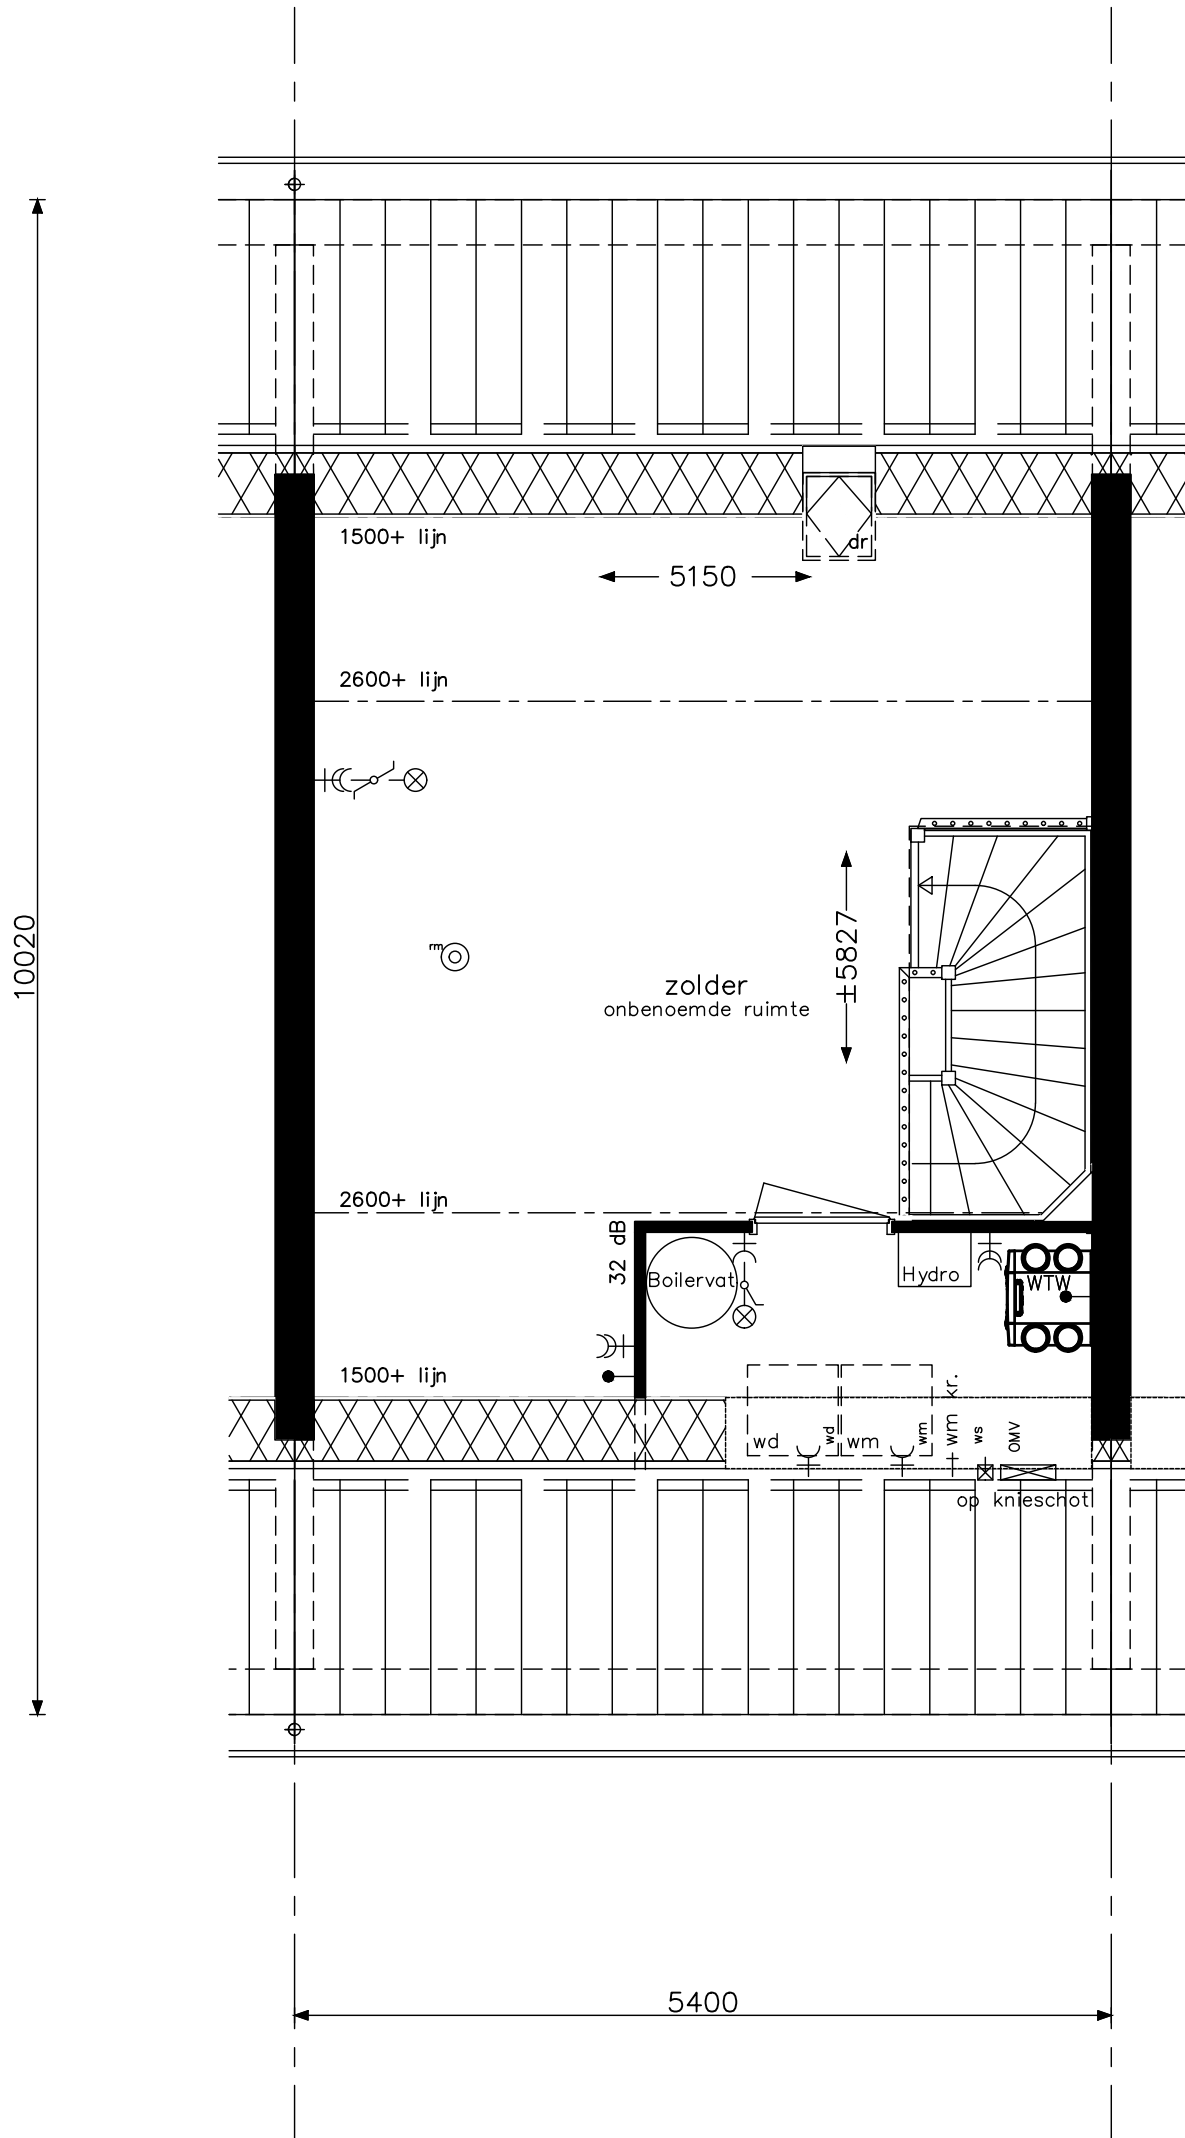 1500+ lijn
dr
5150
2600+ lijn
10020
±5827
rm
zolder
onbenoemde ruimte
2600+ lijn
32 dB
Boilervat
Hydro
WTW
1500+ lijn
wd
wd
wm
wm
wm kr.
ws
OMV
op knieschot
5400